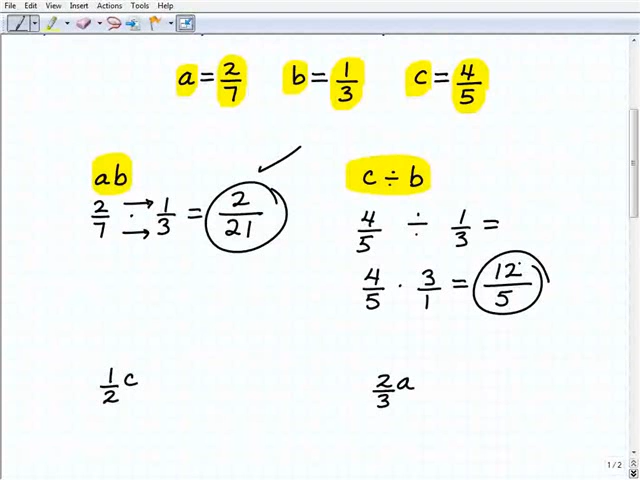 File Edit View Insert Actions Tools Help
a = 2/7 b = 1/3 c = 4/5
ab
2/7 · 1/3 = 2/21
c ÷ b
4/5 ÷ 1/3 =
4/5 · 3/1 = 12/5
1/2 c
2/3 a
1/2